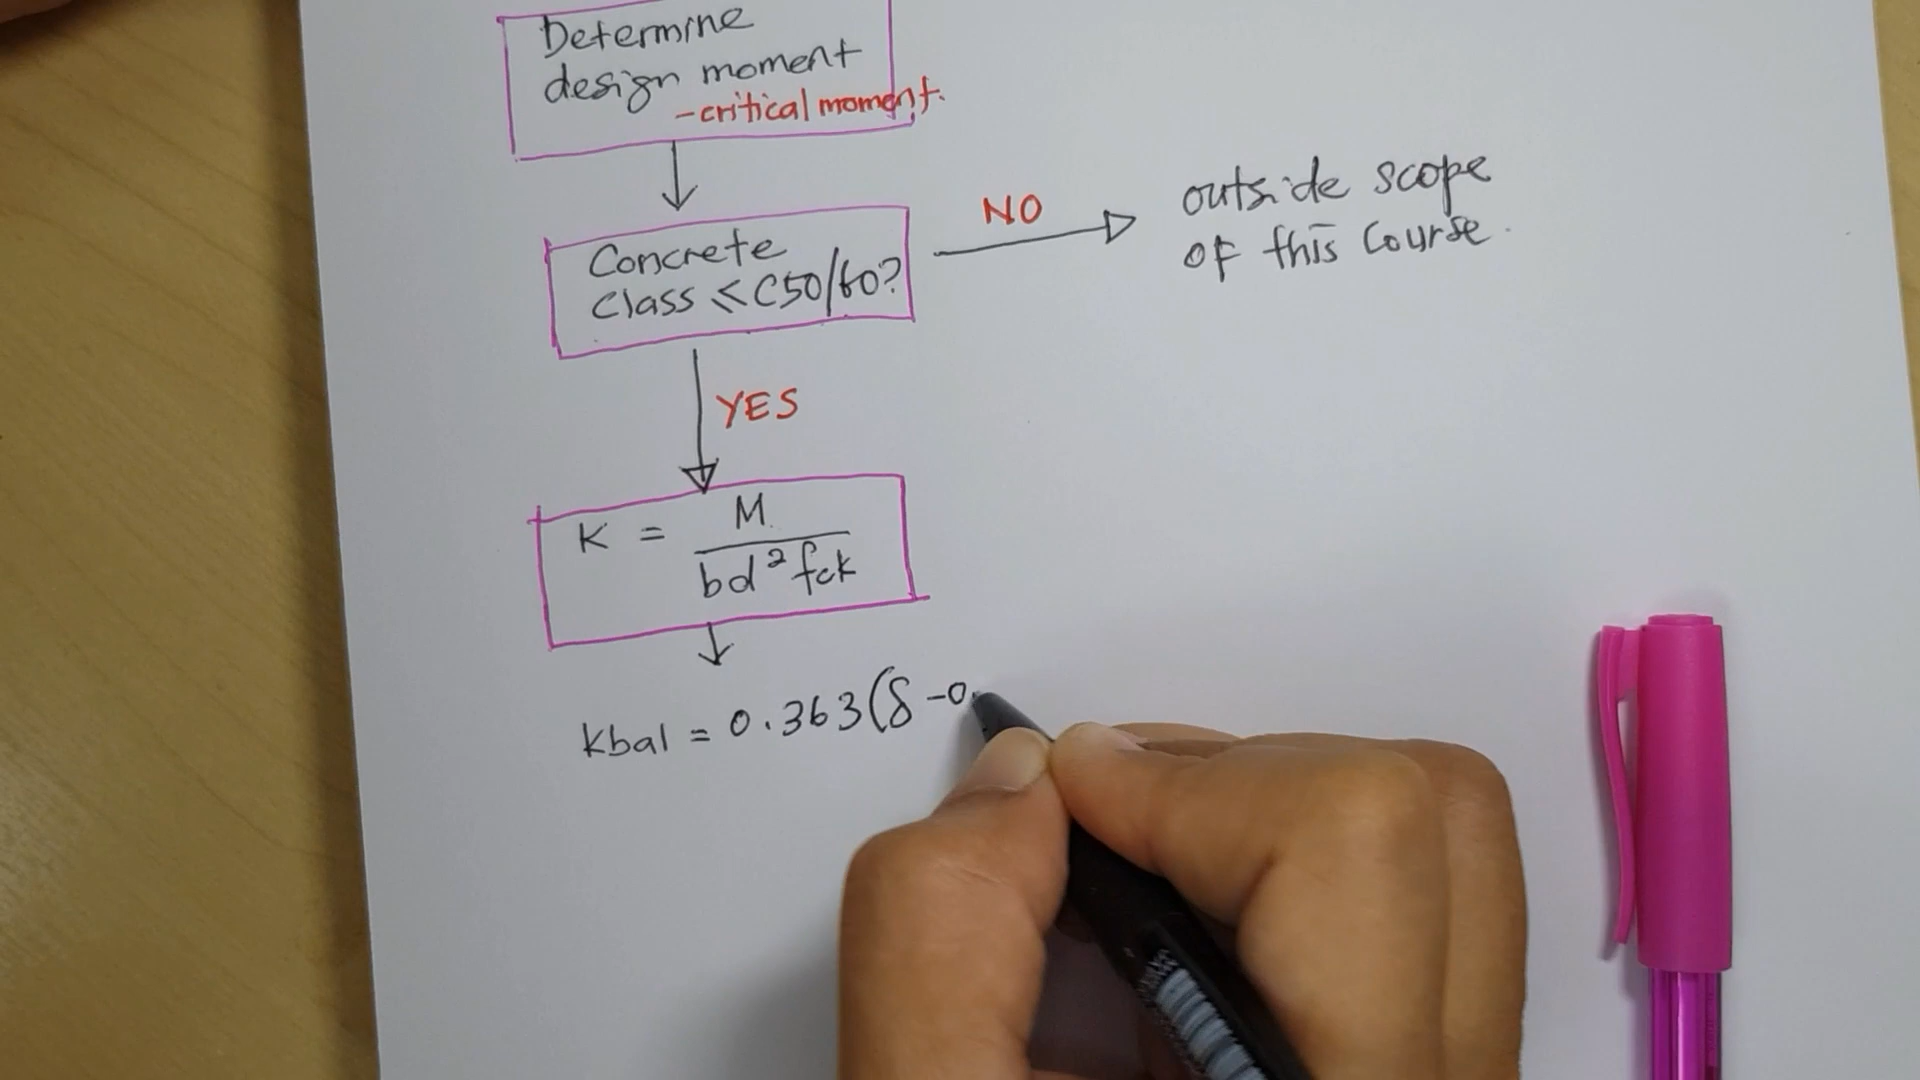 Determine
design moment
-critical moment.
Concrete
class ⩽ C50/60?
NO
outside scope
of this course.
YES
K = M / bd²fck
kbal = 0.363(δ -0.